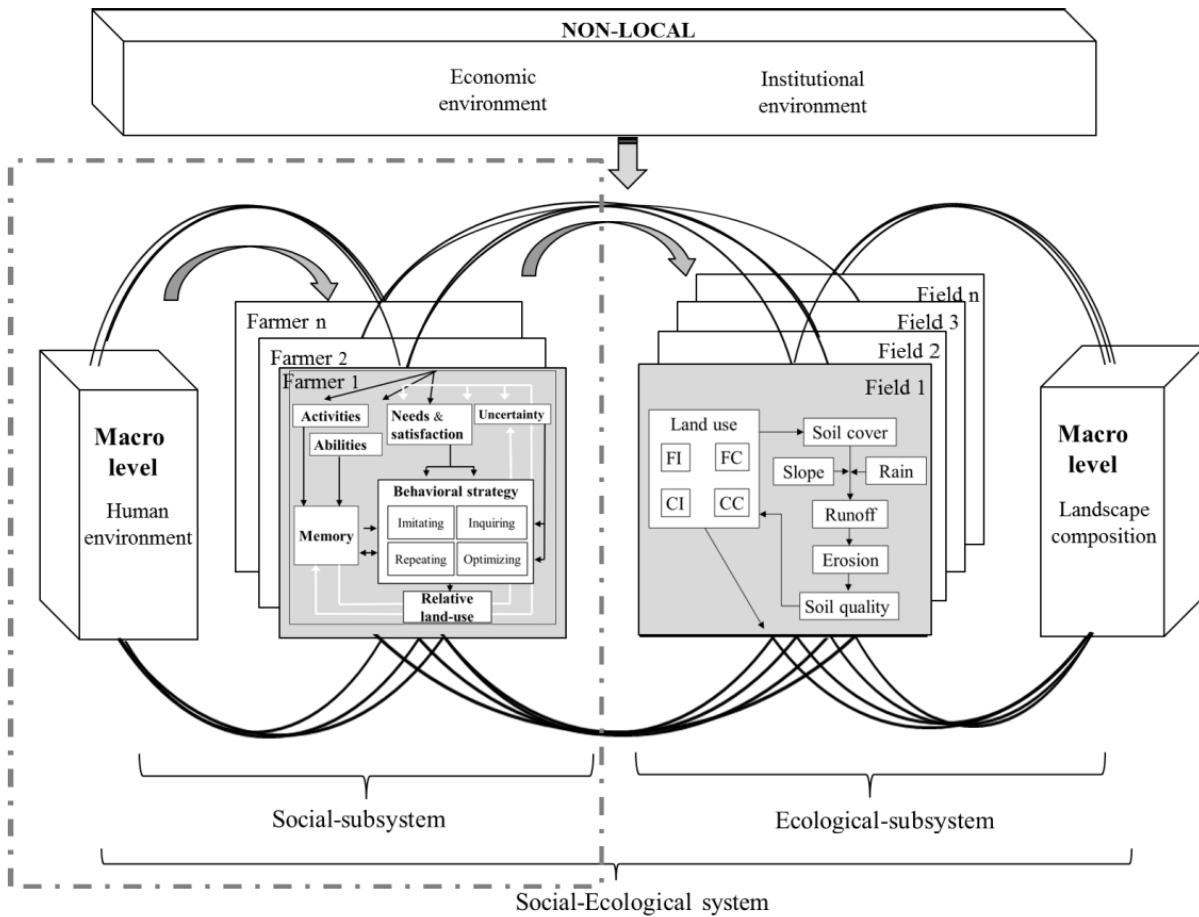 NON-LOCAL
Economic
environment
Institutional
environment
Macro
level
Human
environment
Farmer n
Farmer 2
Farmer 1
Activities
Abilities
Needs &
satisfaction
Uncertainty
Memory
Behavioral strategy
Imitating
Inquiring
Repeating
Optimizing
Relative
land-use
Field n
Field 3
Field 2
Field 1
Land use
FI
FC
CI
CC
Soil cover
Slope
Rain
Runoff
Erosion
Soil quality
Macro
level
Landscape
composition
Social-subsystem
Ecological-subsystem
Social-Ecological system